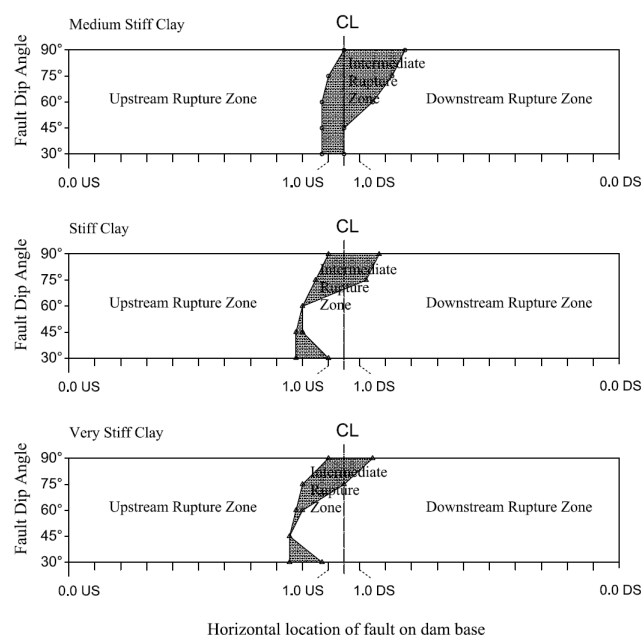 Medium Stiff Clay
CL
Fault Dip Angle
90°
75°
60°
45°
30°
Upstream Rupture Zone
Intermediate
Rupture
Zone
Downstream Rupture Zone
0.0 US
1.0 US
1.0 DS
0.0 DS
Stiff Clay
CL
Fault Dip Angle
90°
75°
60°
45°
30°
Upstream Rupture Zone
Intermediate
Rupture
Zone
Downstream Rupture Zone
0.0 US
1.0 US
1.0 DS
0.0 DS
Very Stiff Clay
CL
Fault Dip Angle
90°
75°
60°
45°
30°
Upstream Rupture Zone
Intermediate
Rupture
Zone
Downstream Rupture Zone
0.0 US
1.0 US
1.0 DS
0.0 DS
Horizontal location of fault on dam base